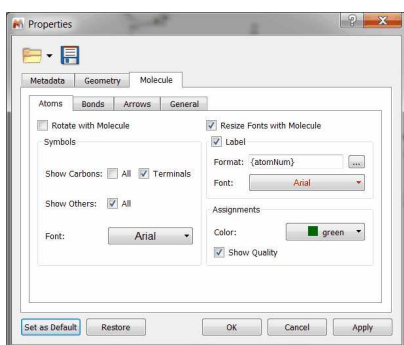 Properties
Metadata Geometry Molecule
Atoms Bonds Arrows General
Rotate with Molecule
Resize Fonts with Molecule
Symbols
Label
Show Carbons: All Terminals
Format: {atomNum} ...
Font: Arial
Show Others: All
Assignments
Font: Arial
Color: green
Show Quality
Set as Default Restore OK Cancel Apply